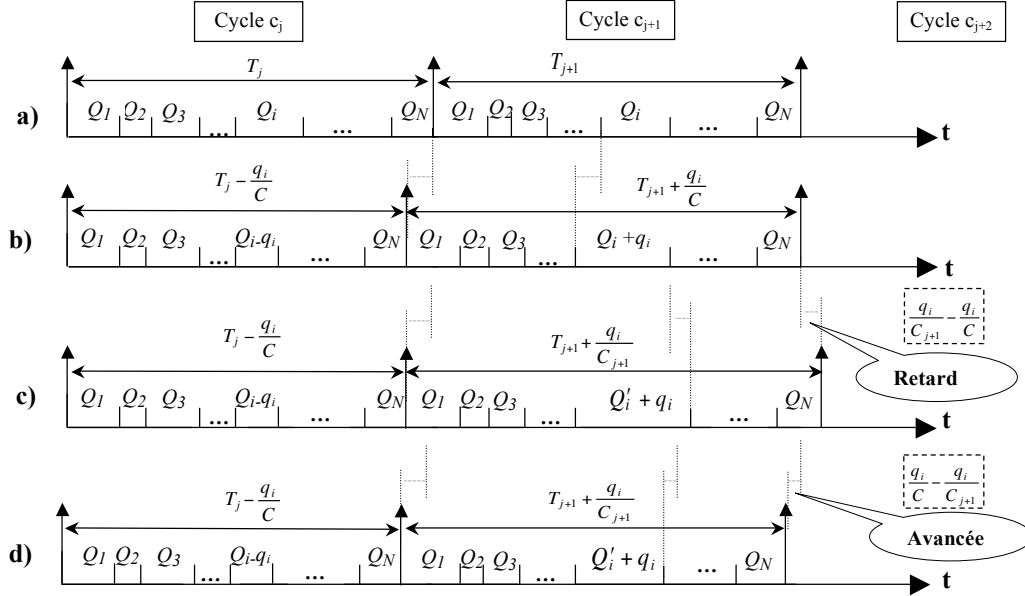 Cycle c_j Cycle c_{j+1} Cycle c_{j+2}
T_j T_{j+1}
a) Q_1 Q_2 Q_3 ... Q_i ... Q_N Q_1 Q_2 Q_3 ... Q_i ... Q_N
t
T_j − q_i/C T_{j+1} + q_i/C
b) Q_1 Q_2 Q_3 ... Q_{i-}q_i ... Q_N Q_1 Q_2 Q_3 ... Q_i +q_i ... Q_N
t
q_i/C_{j+1} − q_i/C
T_j − q_i/C T_{j+1} + q_i/C_{j+1}
Retard
c) Q_1 Q_2 Q_3 ... Q_{i-}q_i ... Q_N Q_1 Q_2 Q_3 ... Q′_i + q_i ... Q_N
t
q_i/C − q_i/C_{j+1}
T_j − q_i/C T_{j+1} + q_i/C_{j+1}
Avancée
d) Q_1 Q_2 Q_3 ... Q_{i-}q_i ... Q_N Q_1 Q_2 Q_3 ... Q′_i + q_i ... Q_N
t